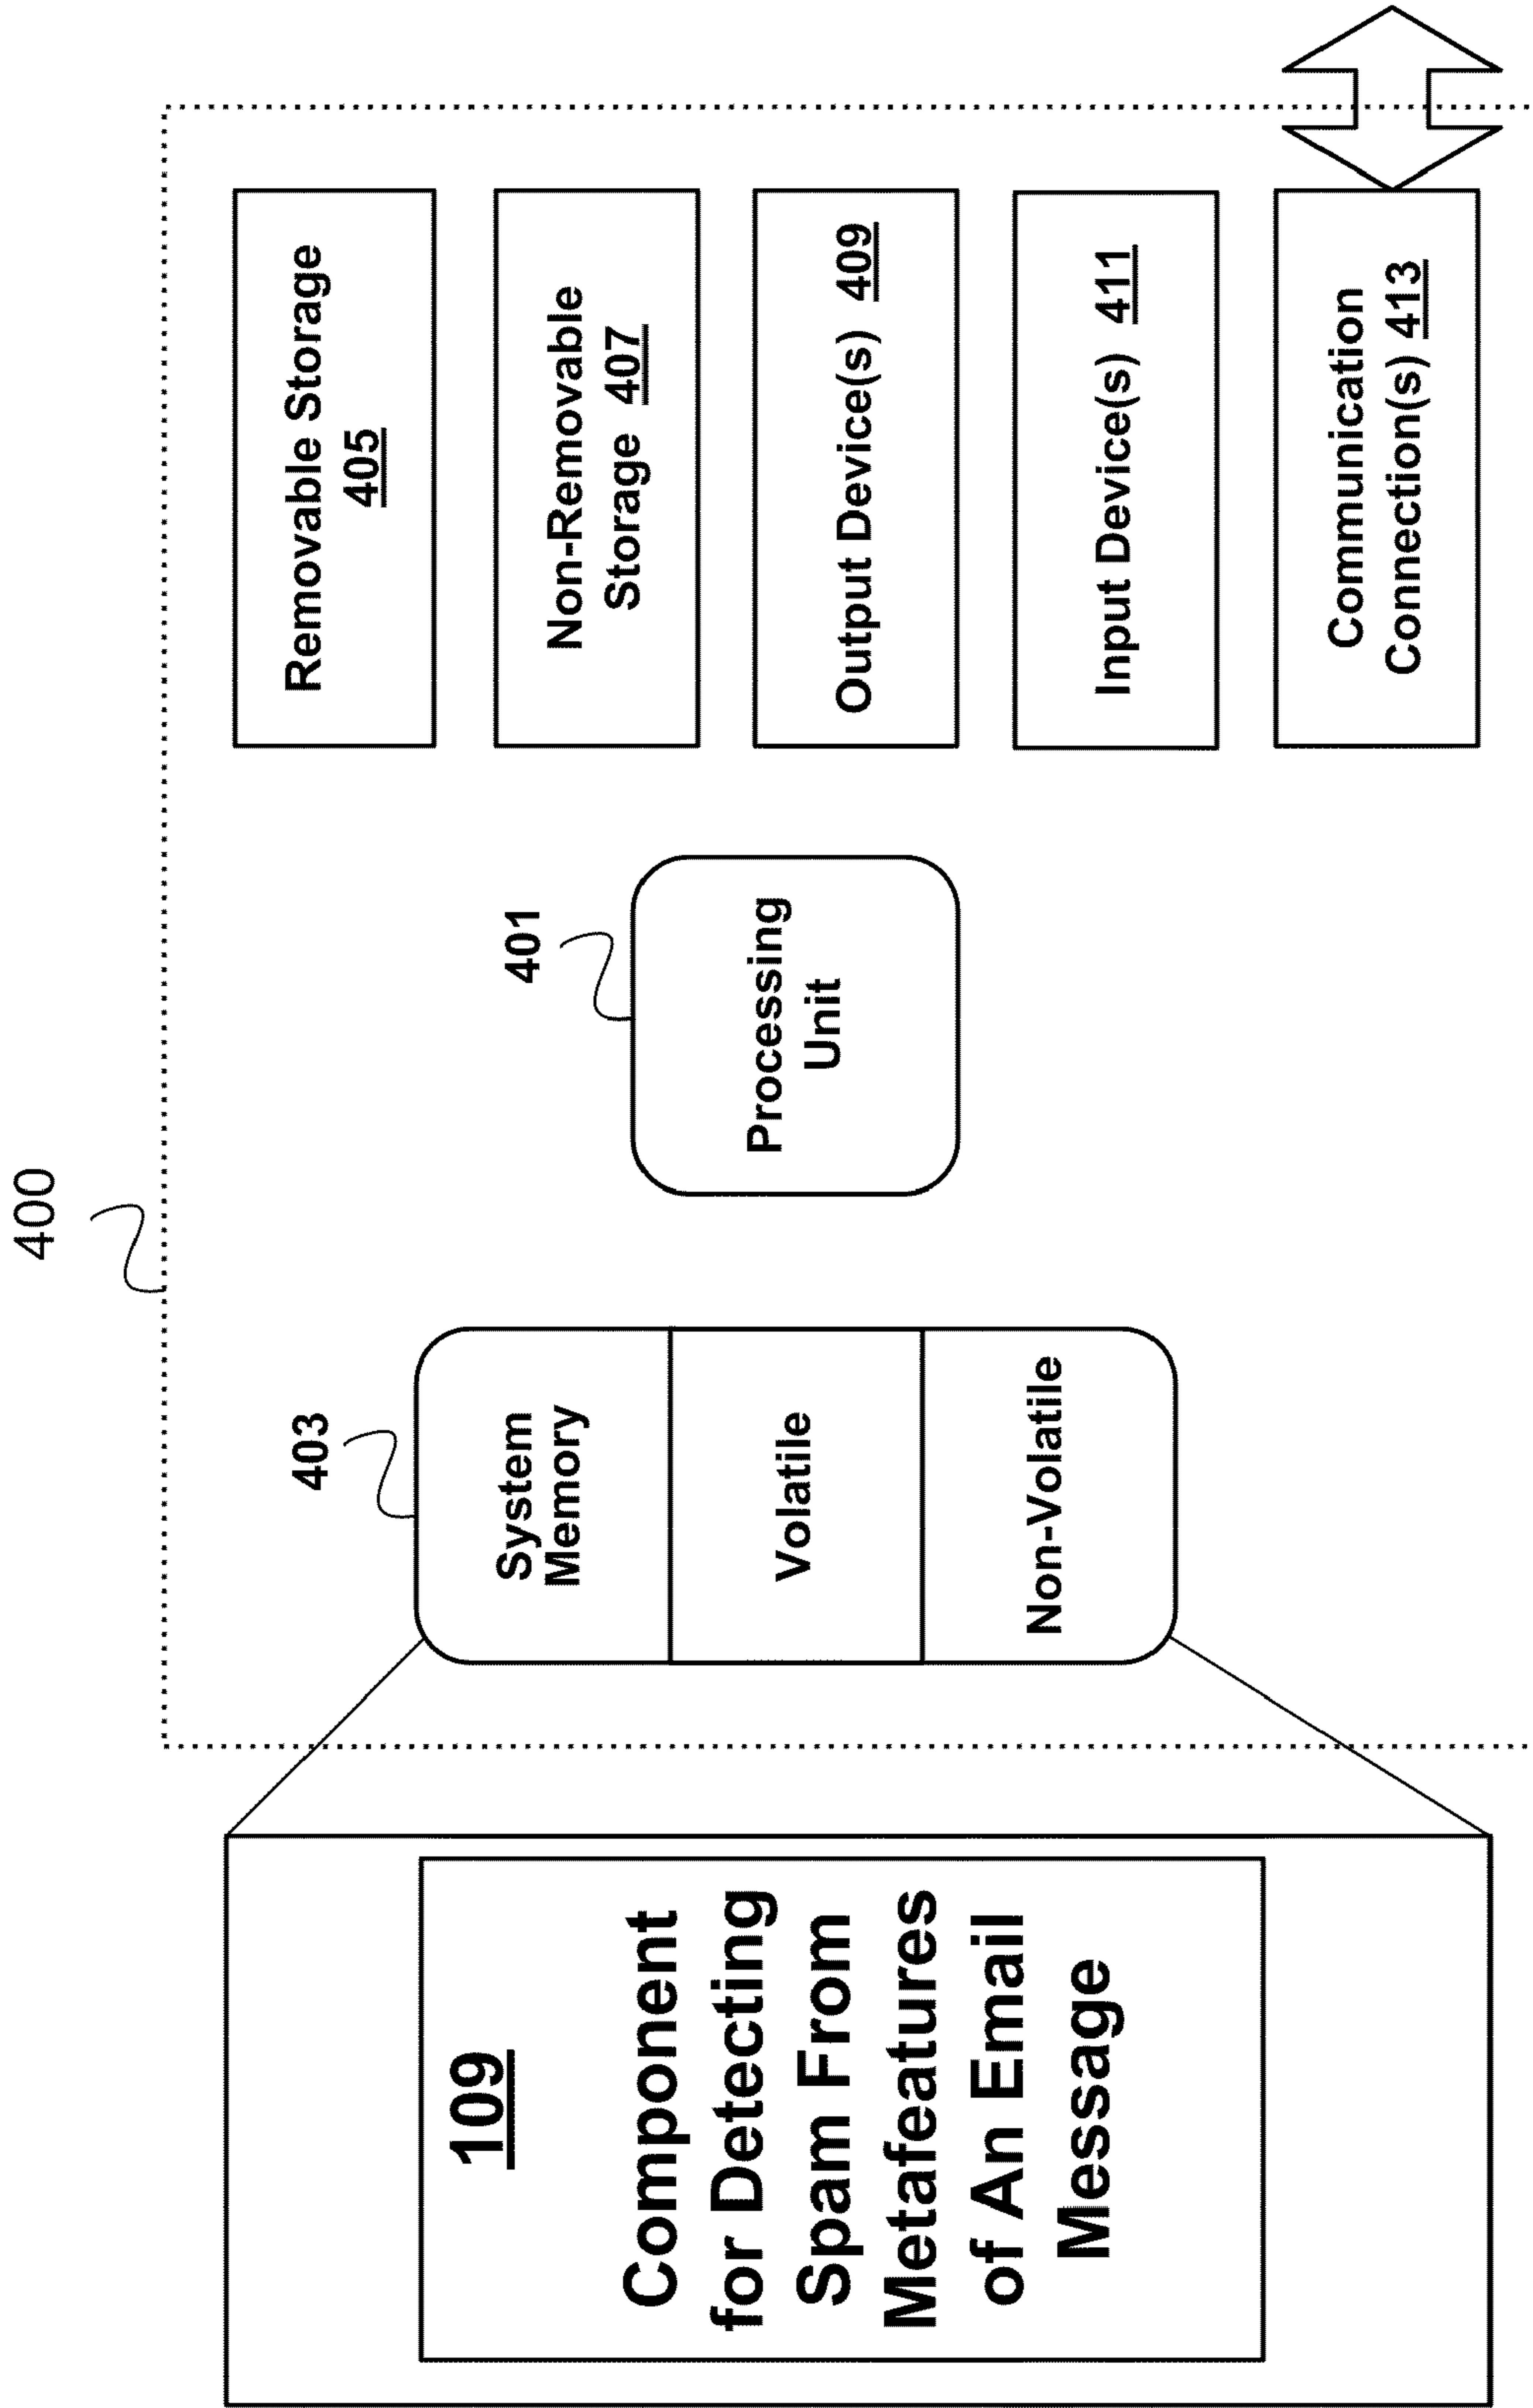 400
403
System
Memory
Volatile
Non-Volatile
401
Processing
Unit
Removable Storage
405
Non-Removable
Storage 407
Output Device(s) 409
Input Device(s) 411
Communication
Connection(s) 413
109
Component
for Detecting
Spam From
Metafeatures
of An Email
Message